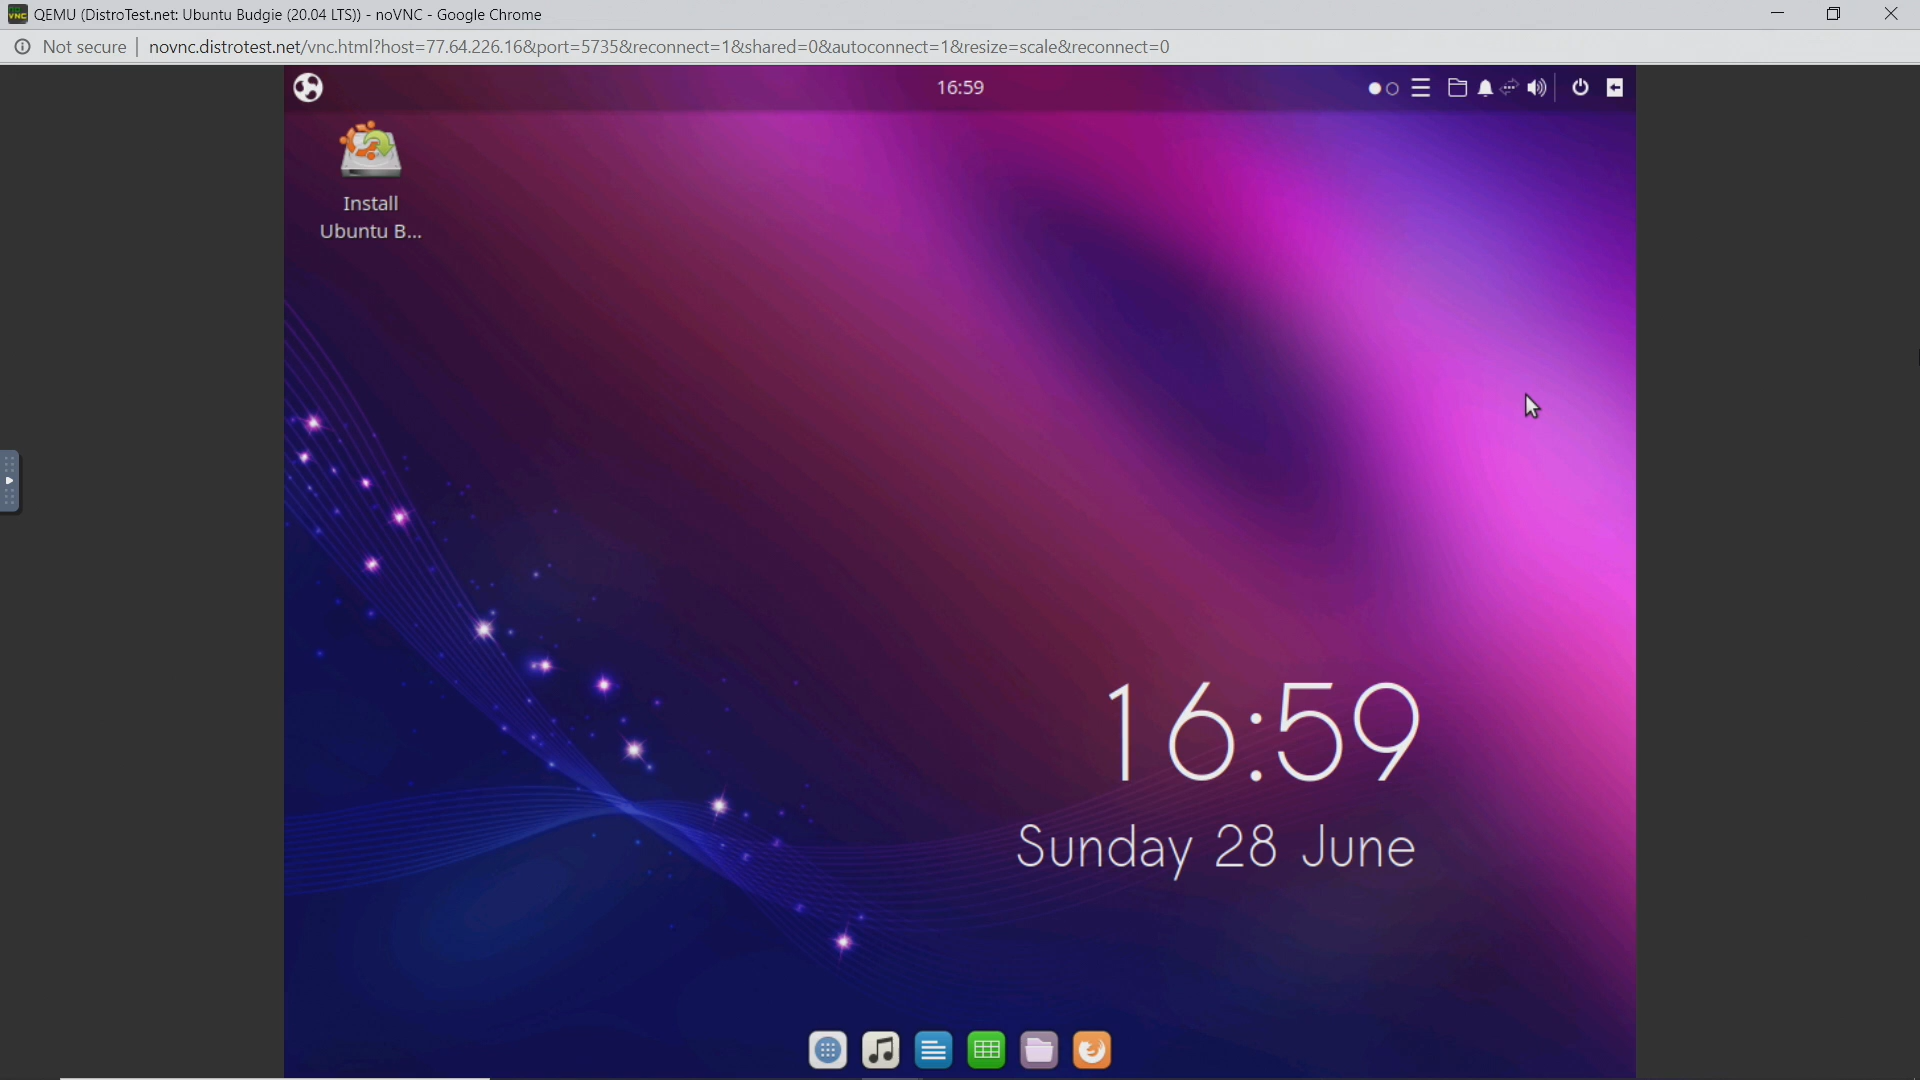 QEMU (DistroTest.net: Ubuntu Budgie (20.04 LTS)) - noVNC - Google Chrome
Not secure | novnc.distrotest.net/vnc.html?host=77.64.226.16&port=5735&reconnect=1&shared=0&autoconnect=1&resize=scale&reconnect=0
16:59
Install
Ubuntu B...
16:59
Sunday 28 June